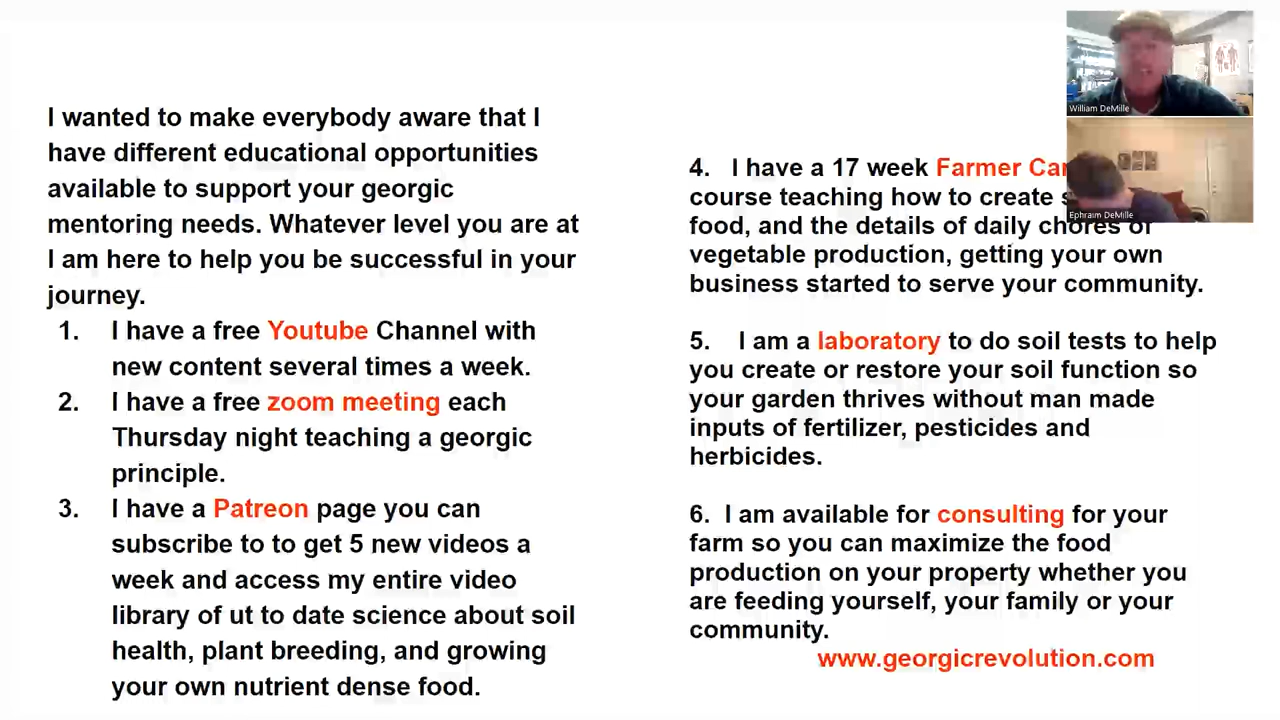 I wanted to make everybody aware that I
have different educational opportunities
available to support your georgic
mentoring needs. Whatever level you are at
I am here to help you be successful in your
journey.
1. I have a free Youtube Channel with
new content several times a week.
2. I have a free zoom meeting each
Thursday night teaching a georgic
principle.
3. I have a Patreon page you can
subscribe to to get 5 new videos a
week and access my entire video
library of ut to date science about soil
health, plant breeding, and growing
your own nutrient dense food.
4. I have a 17 week Farmer
course teaching how to create
food, and the details of daily chores of
vegetable production, getting your own
business started to serve your community.
5. I am a laboratory to do soil tests to help
you create or restore your soil function so
your garden thrives without man made
inputs of fertilizer, pesticides and
herbicides.
6. I am available for consulting for your
farm so you can maximize the food
production on your property whether you
are feeding yourself, your family or your
community.
www.georgicrevolution.com
William DeMille
Ephraim DeMille